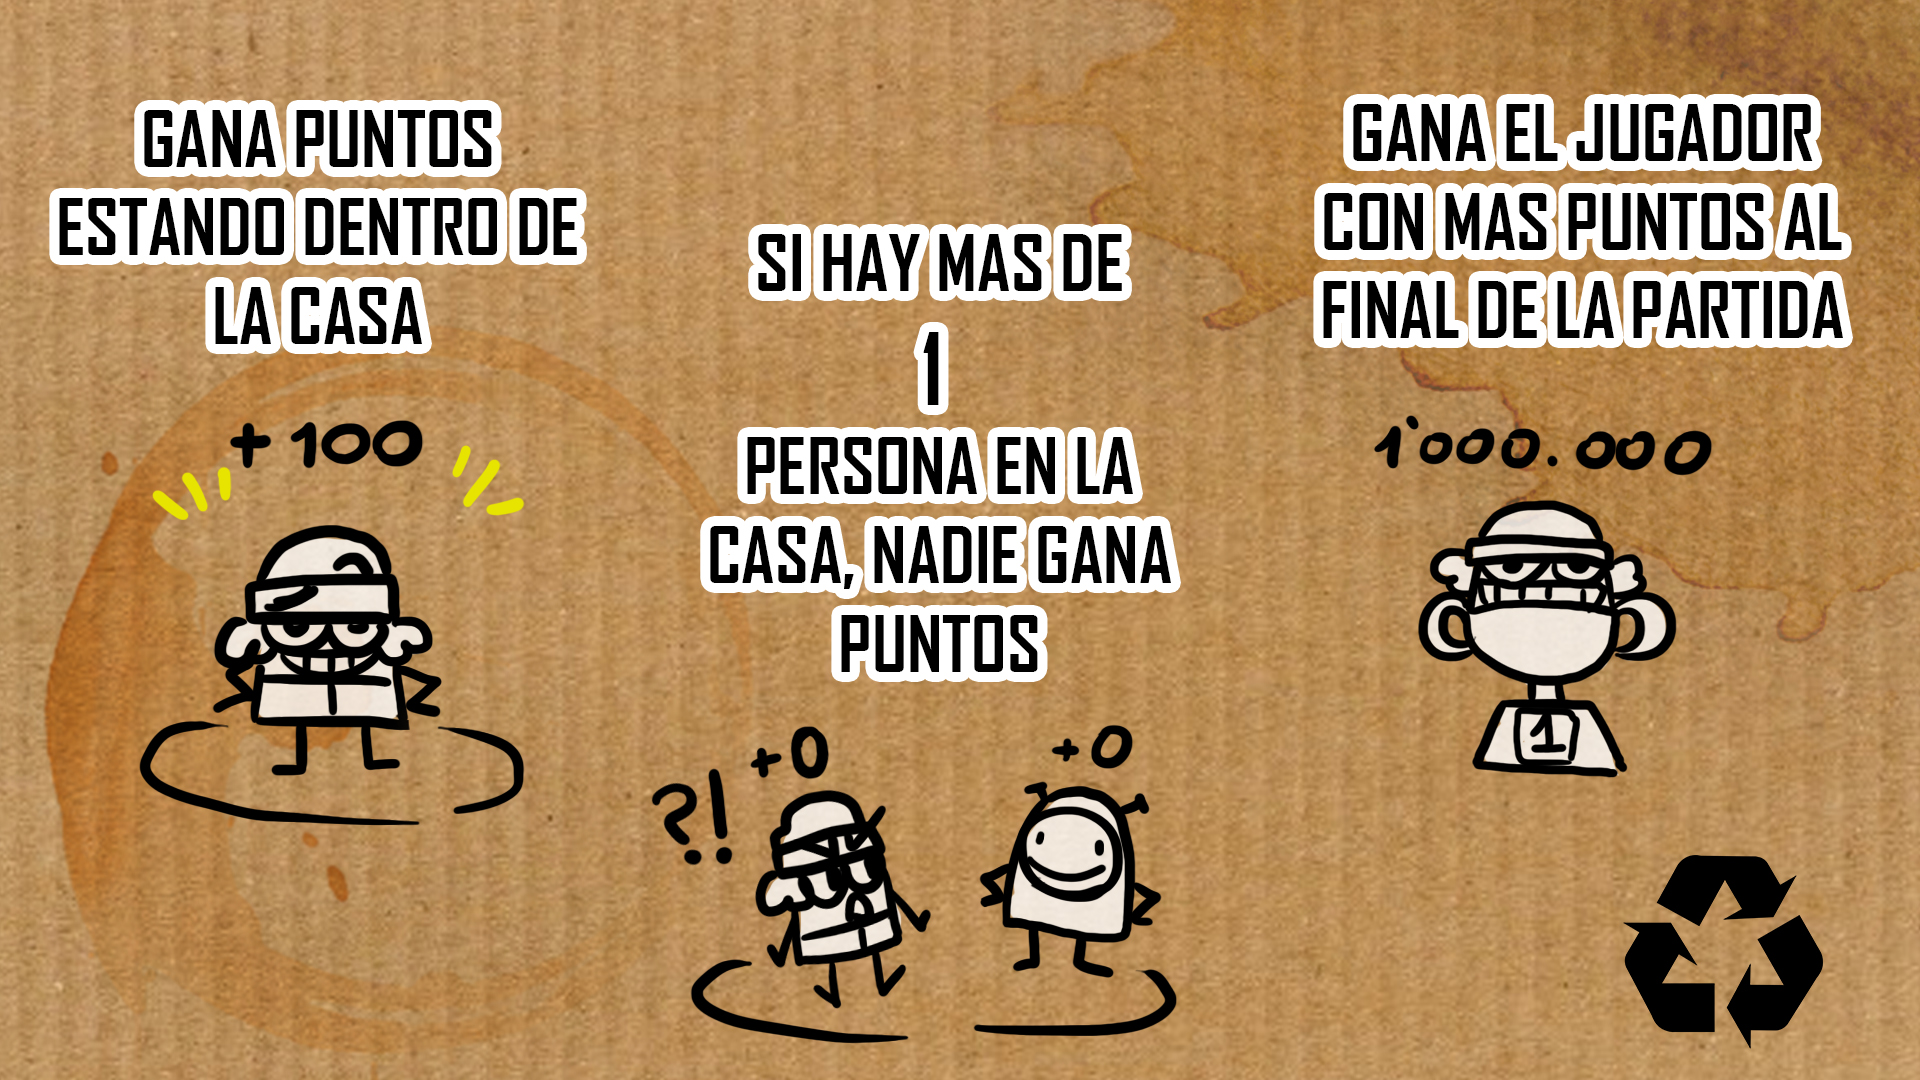 GANA PUNTOS
ESTANDO DENTRO DE
LA CASA
+100
SI HAY MAS DE
1
PERSONA EN LA
CASA, NADIE GANA
PUNTOS
?!
+0
+0
GANA EL JUGADOR
CON MAS PUNTOS AL
FINAL DE LA PARTIDA
1'000.000
1